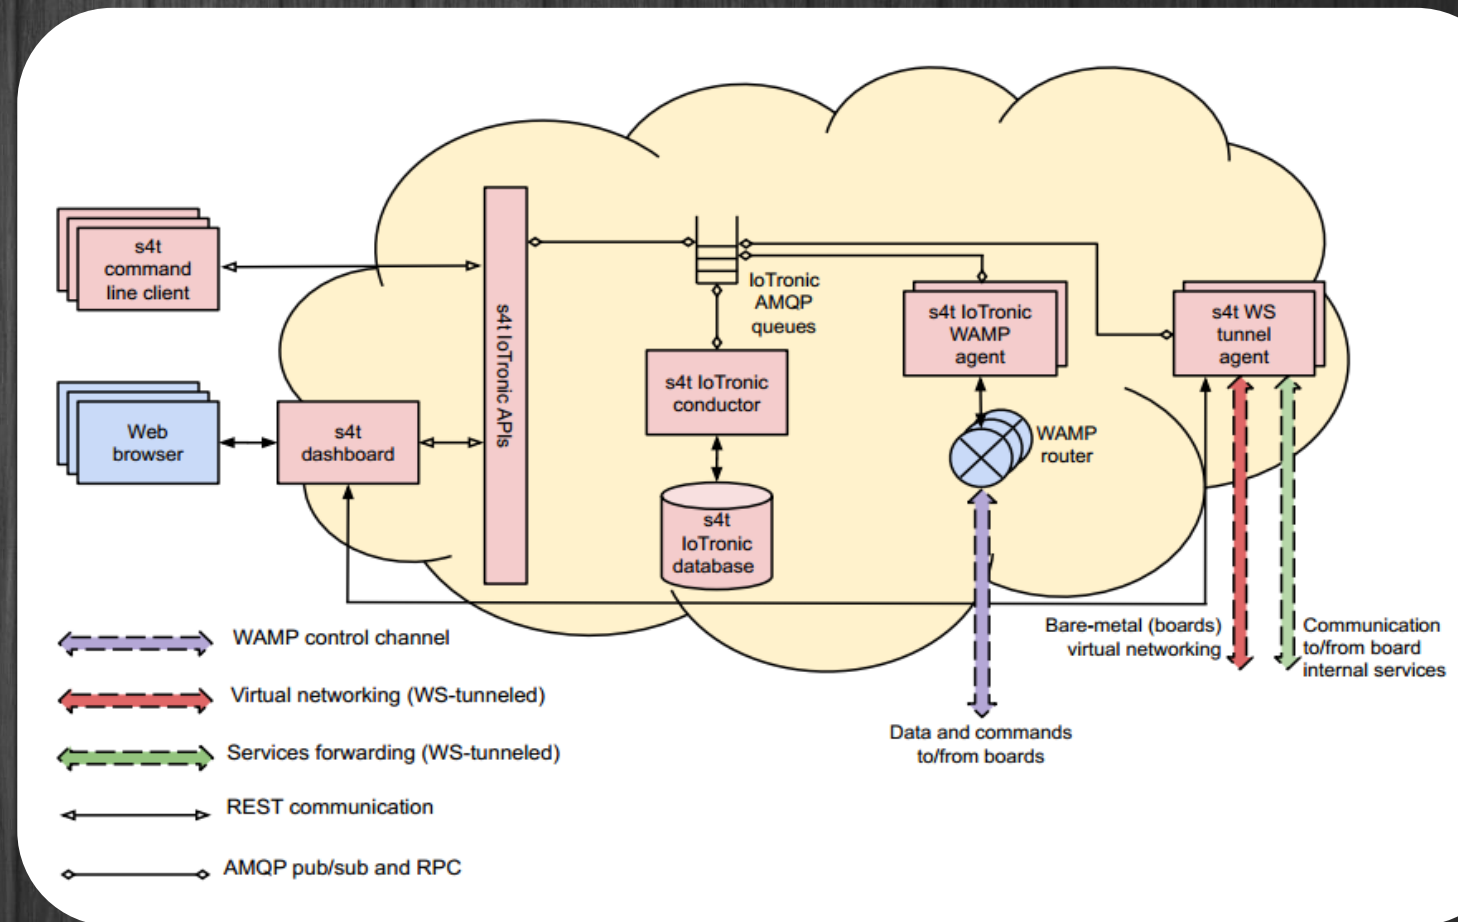 s4t
command
line client
Web
browser
s4t
dashboard
s4t IoTronic APIs
IoTronic
AMQP
queues
s4t IoTronic
conductor
s4t
IoTronic
database
s4t IoTronic
WAMP
agent
WAMP
router
s4t WS
tunnel
agent
Bare-metal (boards)
virtual networking
Communication
to/from board
internal services
Data and commands
to/from boards
WAMP control channel
Virtual networking (WS-tunneled)
Services forwarding (WS-tunneled)
REST communication
AMQP pub/sub and RPC